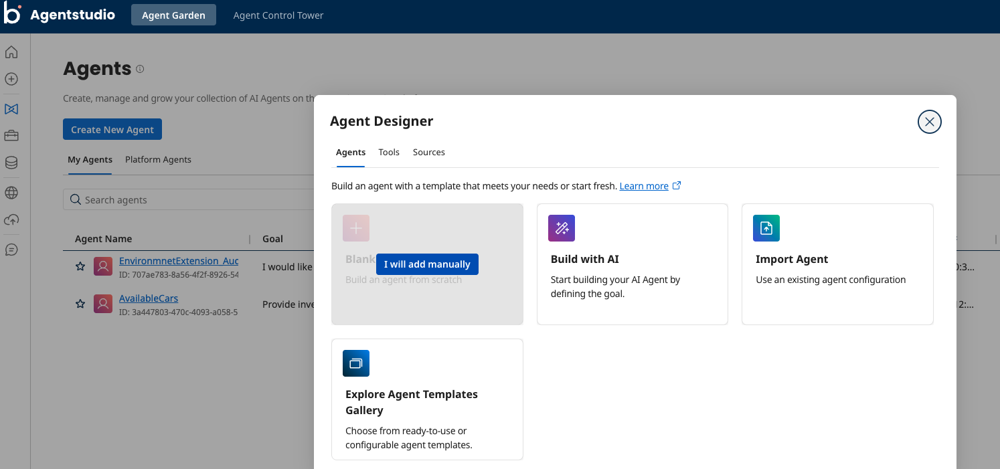 b Agentstudio Agent Garden Agent Control Tower
Agents
Create, manage and grow your collection of AI Agents on th
Create New Agent
My Agents Platform Agents
Search agents
Agent Name Goal
EnvironmnetExtension_Auc
ID: 707ae783-8a56-4f2f-8926-54
I would like
0:3...
AvailableCars
ID: 3a447803-470c-4093-a058-5
Provide inve
2:...
Agent Designer
Agents Tools Sources
Build an agent with a template that meets your needs or start fresh. Learn more
Blank
I will add manually
Build an agent from scratch
Build with AI
Start building your AI Agent by
defining the goal.
Import Agent
Use an existing agent configuration
Explore Agent Templates
Gallery
Choose from ready-to-use or
configurable agent templates.